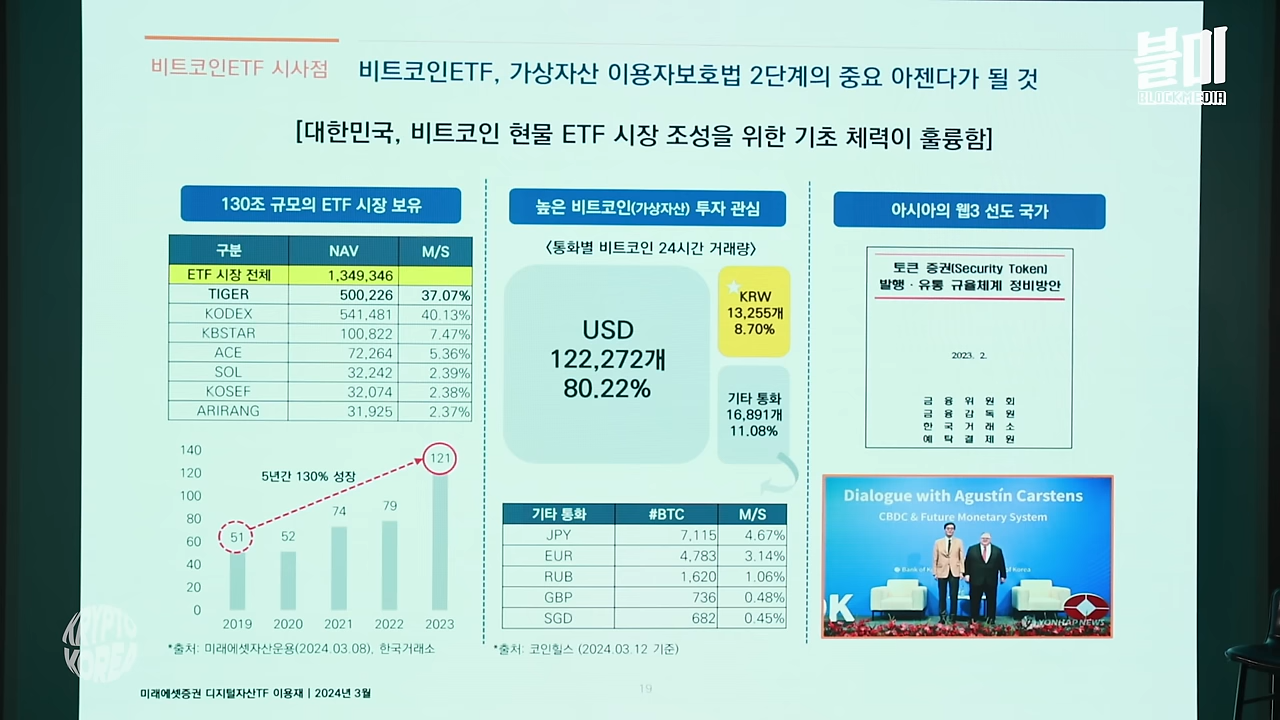 비트코인ETF 시사점
비트코인ETF, 가상자산 이용자보호법 2단계의 중요 아젠다가 될 것
블미
BLOCKMEDIA
[대한민국, 비트코인 현물 ETF 시장 조성을 위한 기초 체력이 훌륭함]
130조 규모의 ETF 시장 보유
구분 NAV M/S
ETF 시장 전체 1,349,346
TIGER 500,226 37.07%
KODEX 541,481 40.13%
KBSTAR 100,822 7.47%
ACE 72,264 5.36%
SOL 32,242 2.39%
KOSEF 32,074 2.38%
ARIRANG 31,925 2.37%
140
120
100
80
60
40
20
0
5년간 130% 성장
51
52
74
79
121
2019 2020 2021 2022 2023
*출처: 미래에셋자산운용(2024.03.08), 한국거래소
높은 비트코인(가상자산) 투자 관심
<통화별 비트코인 24시간 거래량>
USD
122,272개
80.22%
KRW
13,255개
8.70%
기타 통화
16,891개
11.08%
기타 통화 #BTC M/S
JPY 7,115 4.67%
EUR 4,783 3.14%
RUB 1,620 1.06%
GBP 736 0.48%
SGD 682 0.45%
*출처: 코인힐스 (2024.03.12 기준)
아시아의 웹3 선도 국가
토큰 증권(Security Token)
발행 · 유통 규율체계 정비방안
2023. 2.
금 융 위 원 회
금 융 감 독 원
한 국 거 래 소
예 탁 결 제 원
Dialogue with Agustín Carstens
CBDC & Future Monetary System
OK
YONHAP NEWS
KRYPTO
KOREA
미래에셋증권 디지털자산TF 이용재 | 2024년 3월
19